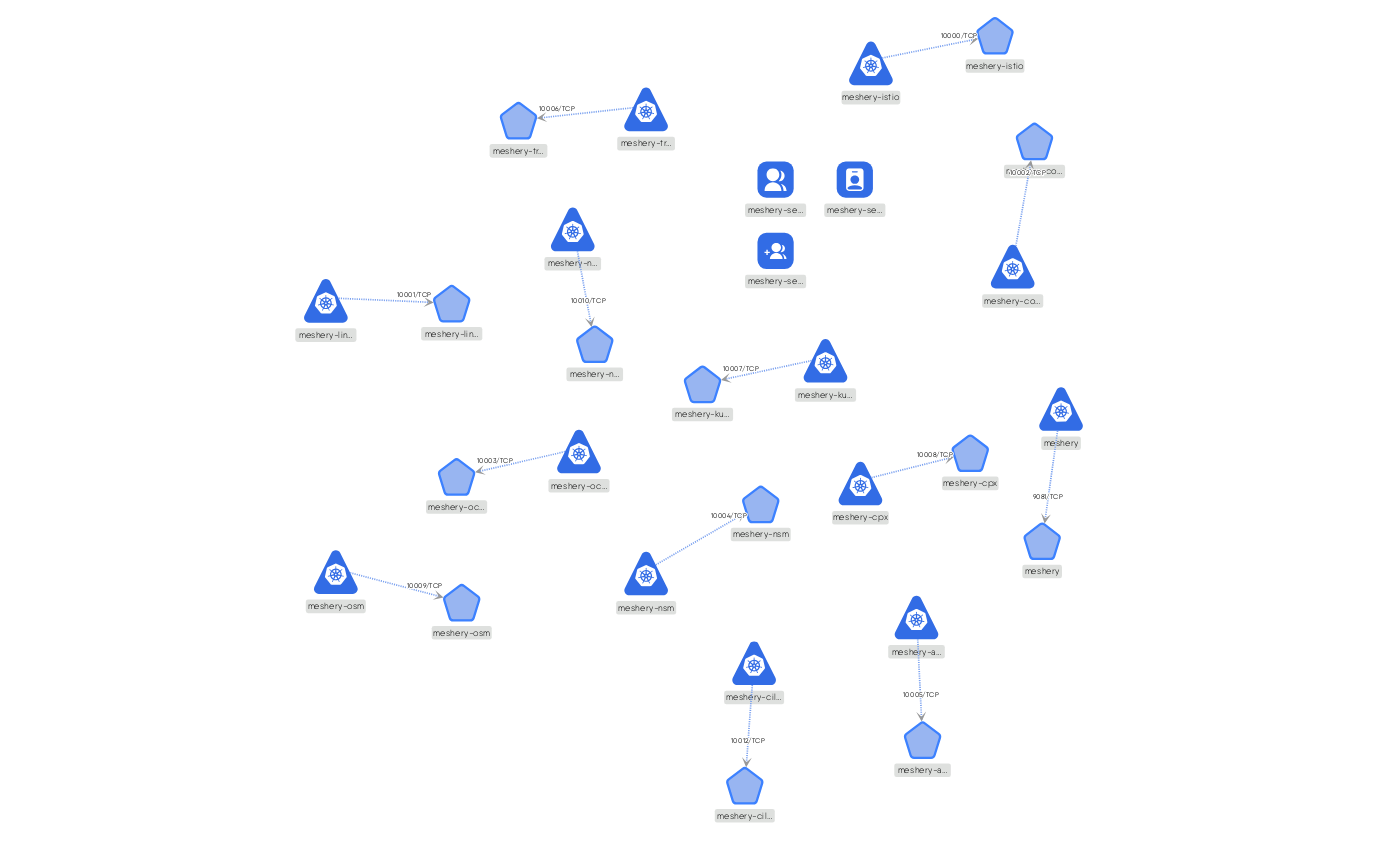 10000/TCP
meshery-istio
meshery-istio
10006/TCP
meshery-tr...
meshery-tr...
10002/TCP
co...
meshery-se...
meshery-se...
meshery-n...
meshery-se...
10001/TCP
10010/TCP
meshery-co...
meshery-lin...
meshery-lin...
meshery-n...
10007/TCP
meshery-ku...
meshery-ku...
meshery
10003/TCP
10008/TCP
meshery-oc...
meshery-cpx
meshery-oc...
9081/TCP
10004/TCP
meshery-cpx
meshery-nsm
meshery
10009/TCP
meshery-osm
meshery-nsm
meshery-osm
meshery-a...
meshery-cil...
10005/TCP
10012/TCP
meshery-a...
meshery-cil...